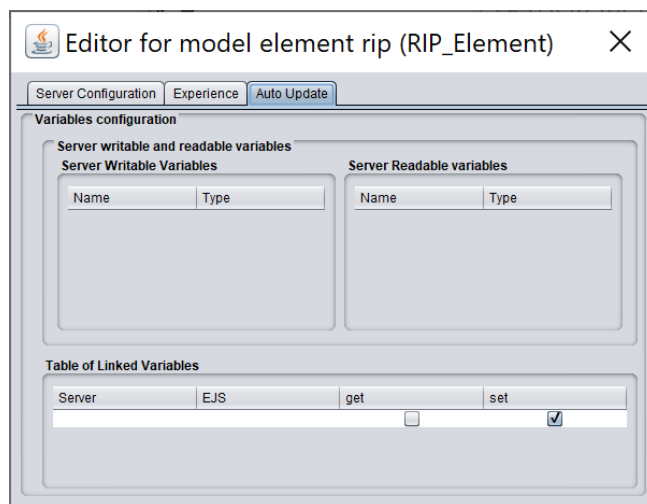 Editor for model element rip (RIP_Element)
Server Configuration Experience Auto Update
Variables configuration
Server writable and readable variables
Server Writable Variables Server Readable variables
Name Type Name Type
Table of Linked Variables
Server EJS get set